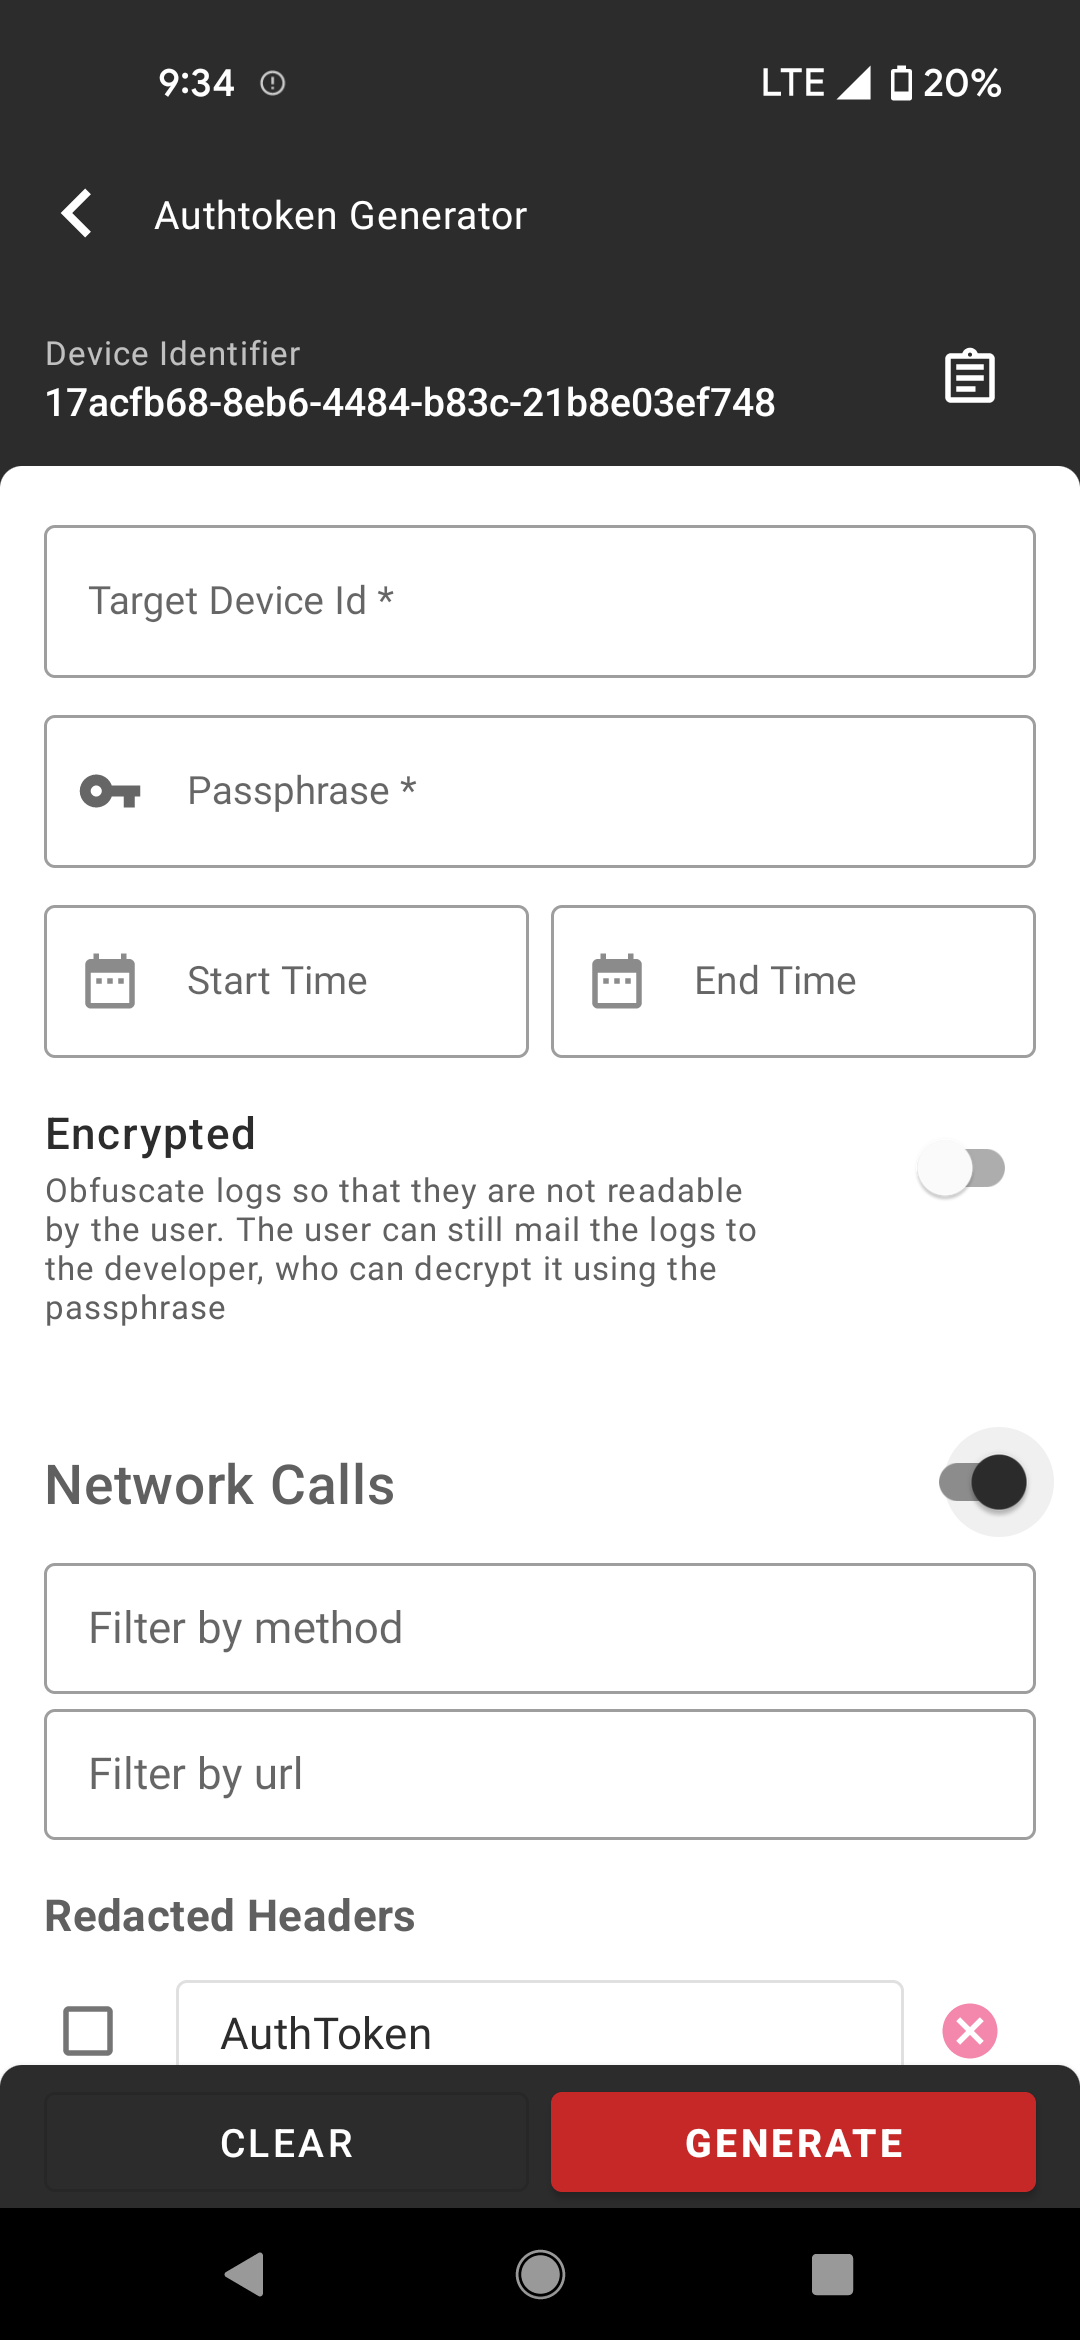 9:34
LTE 20%
Authtoken Generator
Device Identifier
17acfb68-8eb6-4484-b83c-21b8e03ef748
Target Device Id *
Passphrase *
Start Time
End Time
Encrypted
Obfuscate logs so that they are not readable
by the user. The user can still mail the logs to
the developer, who can decrypt it using the
passphrase
Network Calls
Filter by method
Filter by url
Redacted Headers
AuthToken
CLEAR
GENERATE